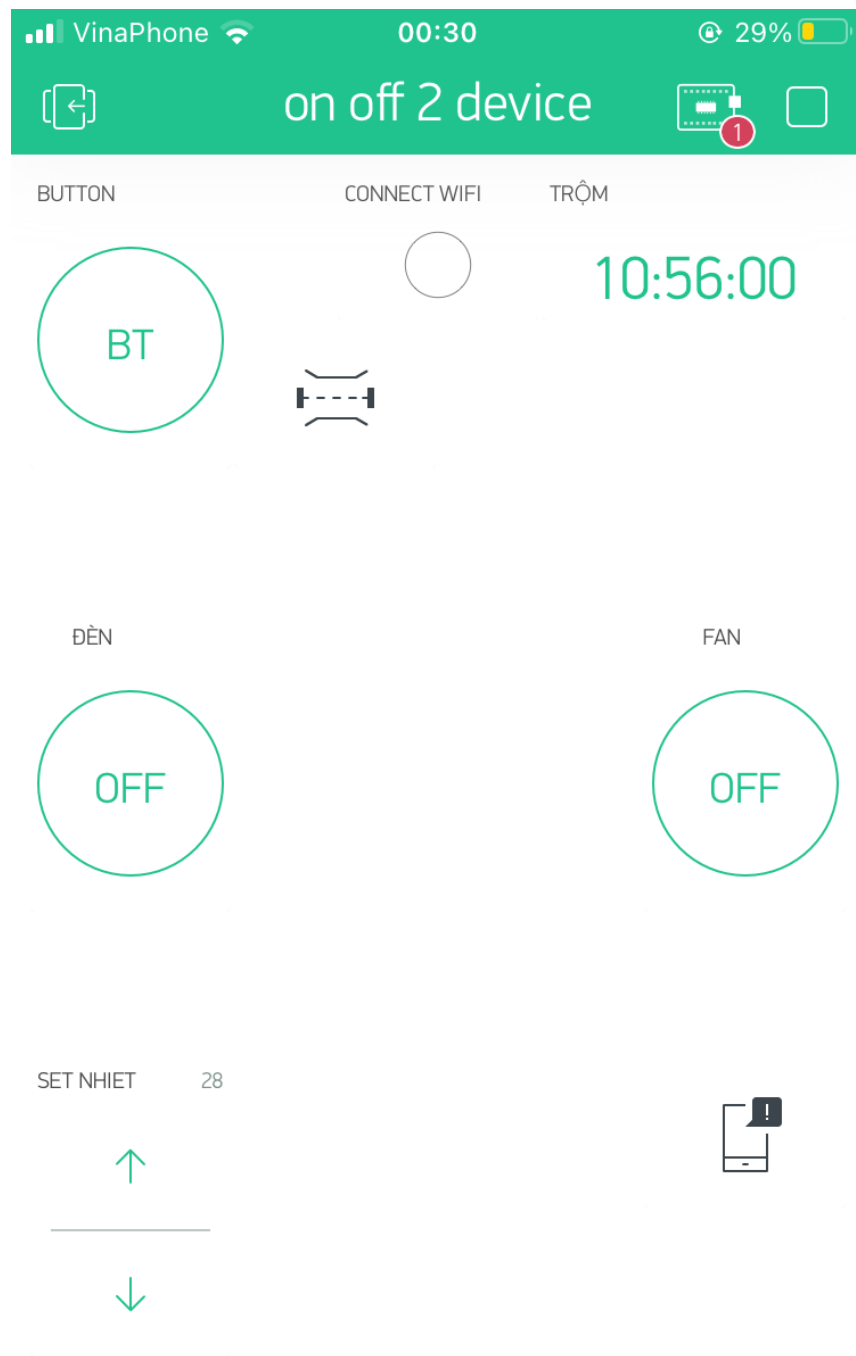 VinaPhone 00:30 29%
on off 2 device
1
BUTTON CONNECT WIFI TRỘM
10:56:00
BT
ĐÈN FAN
OFF OFF
SET NHIET 28
!